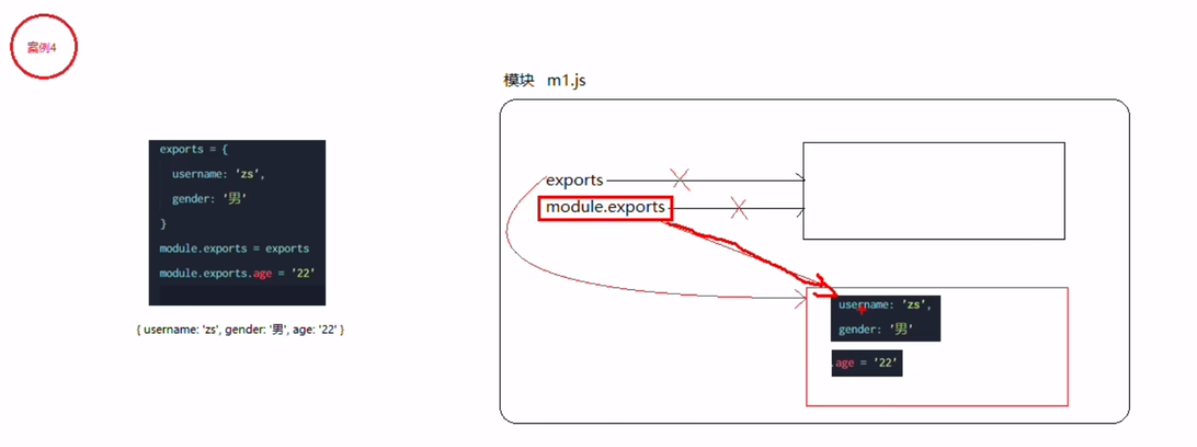 案例4
模块 m1.js
exports = {
username: 'zs',
gender: '男'
}
module.exports = exports
module.exports.age = '22'
{ username: 'zs', gender: '男', age: '22' }
exports
module.exports
username: 'zs',
gender: '男'
.age = '22'